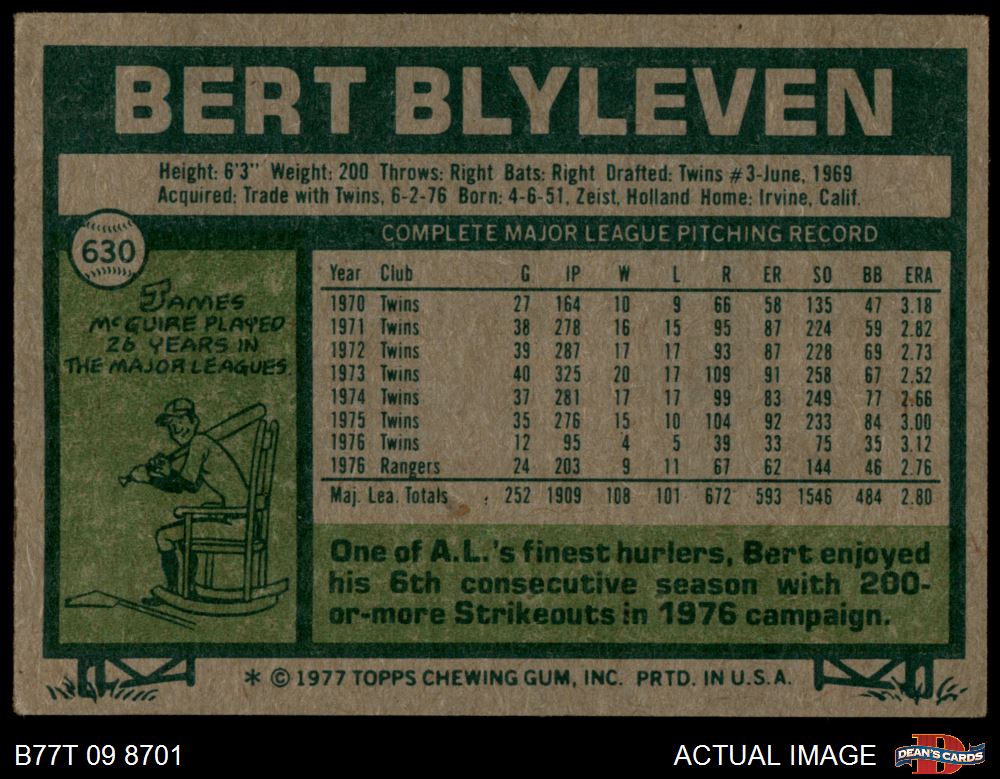 BERT BLYLEVEN
Height: 6'3" Weight: 200 Throws: Right Bats: Right Drafted: Twins #3-June, 1969
Acquired: Trade with Twins, 6-2-76 Born: 4-6-51, Zeist, Holland Home: Irvine, Calif.
630
JAMES
McGUIRE PLAYED
26 YEARS IN
THE MAJOR LEAGUES.
COMPLETE MAJOR LEAGUE PITCHING RECORD
Year Club G IP W L R ER SO BB ERA
1970 Twins 27 164 10 9 66 58 135 47 3.18
1971 Twins 38 278 16 15 95 87 224 59 2.82
1972 Twins 39 287 17 17 93 87 228 69 2.73
1973 Twins 40 325 20 17 109 91 258 67 2.52
1974 Twins 37 281 17 17 99 83 249 77 2.66
1975 Twins 35 276 15 10 104 92 233 84 3.00
1976 Twins 12 95 4 5 39 33 75 35 3.12
1976 Rangers 24 203 9 11 67 62 144 46 2.76
Maj. Lea. Totals 252 1909 108 101 672 593 1546 484 2.80
One of A.L.'s finest hurlers, Bert enjoyed
his 6th consecutive season with 200-
or-more Strikeouts in 1976 campaign.
* © 1977 TOPPS CHEWING GUM, INC. PRTD. IN U.S.A.
B77T 09 8701 ACTUAL IMAGE DEAN'S CARDS